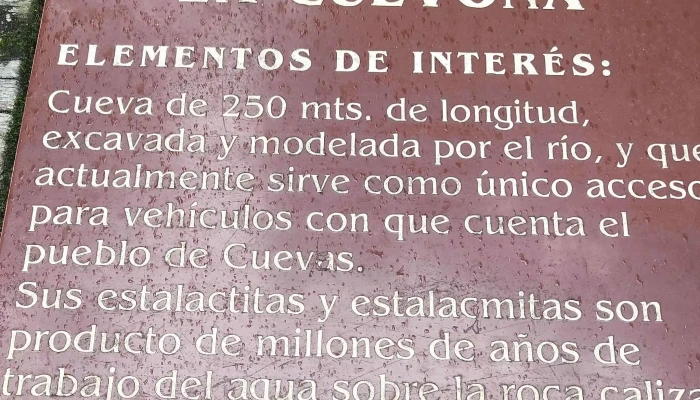 LA CUEVONA
ELEMENTOS DE INTERÉS:
Cueva de 250 mts. de longitud,
excavada y modelada por el río, y que
actualmente sirve como único acceso
para vehículos con que cuenta el
pueblo de Cuevas.
Sus estalactitas y estalacmitas son
producto de millones de años de
trabajo del agua sobre la roca caliza